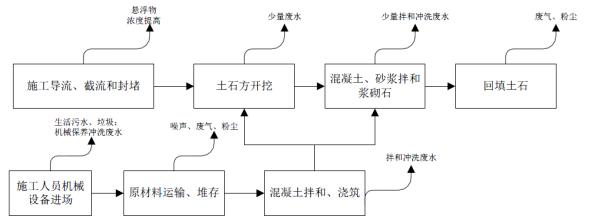 悬浮物
浓度提高
少量废水
少量拌和冲洗废水
废气、粉尘
施工导流、截流和封堵
土石方开挖
混凝土、砂浆拌和
浆砌石
回填土石
生活污水、垃圾；
机械保养冲洗废水
噪声、废气、粉尘
拌和冲洗废水
施工人员机械
设备进场
原材料运输、堆存
混凝土拌和、浇筑